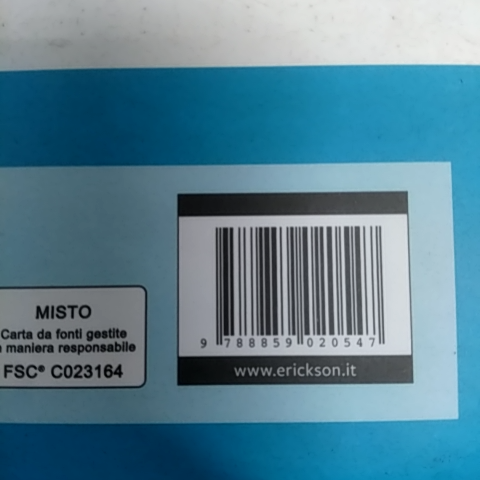 MISTO
Carta da fonti gestite
maniera responsabile
FSC® C023164
9 788859 020547
www.erickson.it